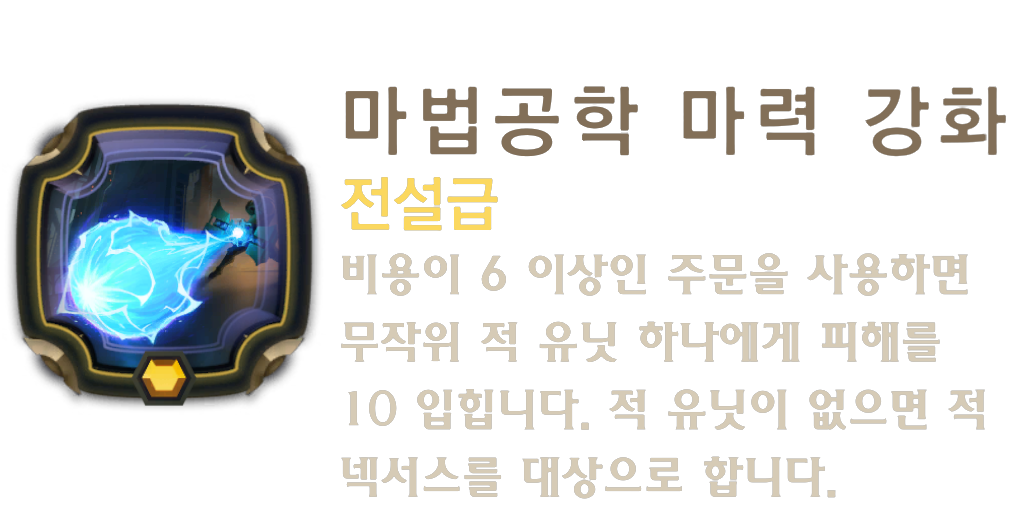 마법공학 마력 강화
전설급
비용이 6 이상인 주문을 사용하면
무작위 적 유닛 하나에게 피해를
10 입힙니다. 적 유닛이 없으면 적
넥서스를 대상으로 합니다.